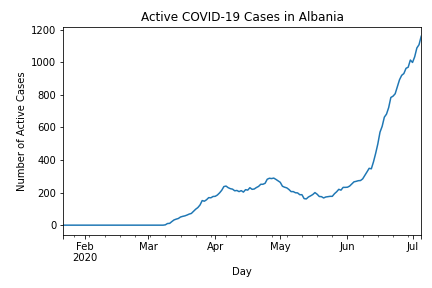 Active COVID-19 Cases in Albania
Number of Active Cases
1200
1000
800
600
400
200
0
Feb
2020
Mar
Apr
May
Jun
Jul
Day